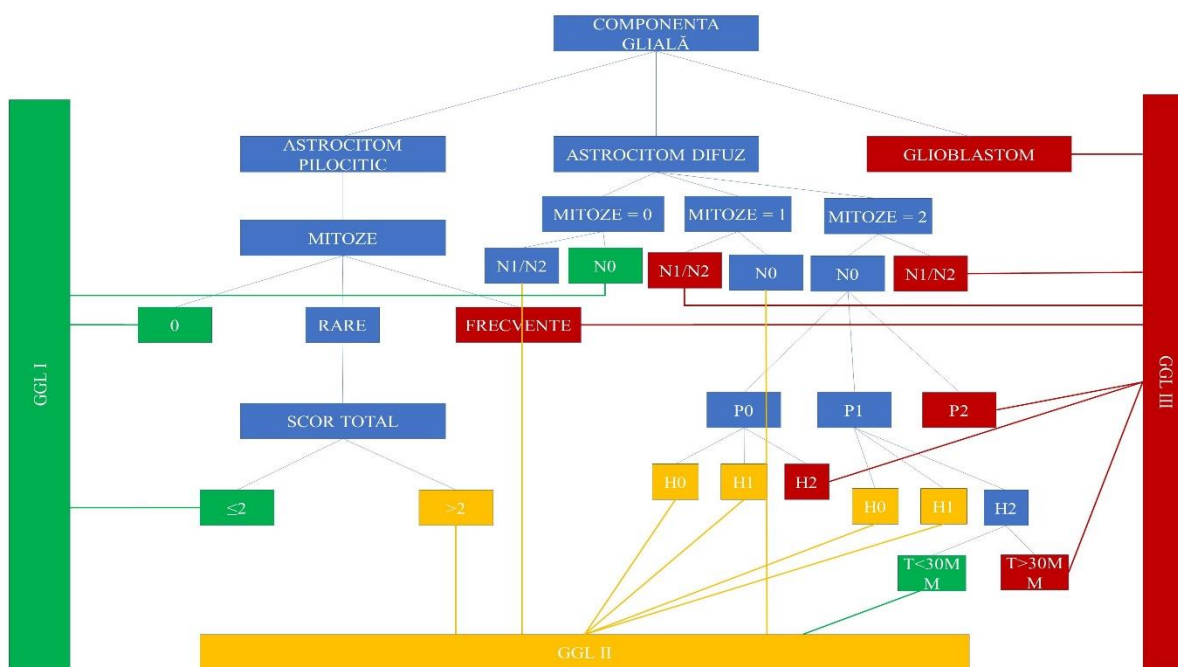 COMPONENTA
GLIALĂ
ASTROCITOM
PILOCITIC
ASTROCITOM DIFUZ
GLIOBLASTOM
MITOZE = 0
MITOZE = 1
MITOZE = 2
MITOZE
N1/N2
N0
N1/N2
N0
N0
N1/N2
0
RARE
FRECVENTE
GGL I
GGL III
SCOR TOTAL
P0
P1
P2
H0
H1
H2
≤2
>2
H0
H1
H2
T<30M
M
T>30M
M
GGL II